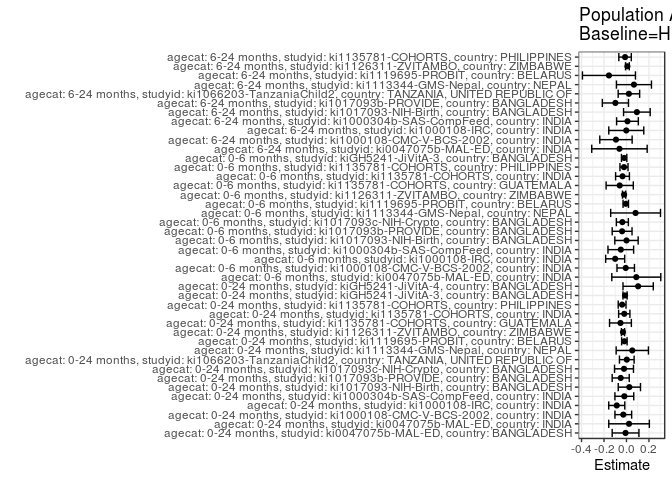 Population A
Baseline=H
agecat: 6-24 months, studyid: ki1135781-COHORTS, country: PHILIPPINES
agecat: 6-24 months, studyid: ki1126311-ZVITAMBO, country: ZIMBABWE
agecat: 6-24 months, studyid: ki1119695-PROBIT, country: BELARUS
agecat: 6-24 months, studyid: ki1113344-GMS-Nepal, country: NEPAL
agecat: 6-24 months, studyid: ki1066203-TanzaniaChild2, country: TANZANIA, UNITED REPUBLIC OF
agecat: 6-24 months, studyid: ki1017093b-PROVIDE, country: BANGLADESH
agecat: 6-24 months, studyid: ki1017093-NIH-Birth, country: BANGLADESH
agecat: 6-24 months, studyid: ki1000304b-SAS-CompFeed, country: INDIA
agecat: 6-24 months, studyid: ki1000108-IRC, country: INDIA
agecat: 6-24 months, studyid: ki1000108-CMC-V-BCS-2002, country: INDIA
agecat: 6-24 months, studyid: ki0047075b-MAL-ED, country: INDIA
agecat: 0-6 months, studyid: kiGH5241-JiVitA-3, country: BANGLADESH
agecat: 0-6 months, studyid: ki1135781-COHORTS, country: PHILIPPINES
agecat: 0-6 months, studyid: ki1135781-COHORTS, country: INDIA
agecat: 0-6 months, studyid: ki1135781-COHORTS, country: GUATEMALA
agecat: 0-6 months, studyid: ki1126311-ZVITAMBO, country: ZIMBABWE
agecat: 0-6 months, studyid: ki1119695-PROBIT, country: BELARUS
agecat: 0-6 months, studyid: ki1113344-GMS-Nepal, country: NEPAL
agecat: 0-6 months, studyid: ki1017093c-NIH-Crypto, country: BANGLADESH
agecat: 0-6 months, studyid: ki1017093b-PROVIDE, country: BANGLADESH
agecat: 0-6 months, studyid: ki1017093-NIH-Birth, country: BANGLADESH
agecat: 0-6 months, studyid: ki1000304b-SAS-CompFeed, country: INDIA
agecat: 0-6 months, studyid: ki1000108-IRC, country: INDIA
agecat: 0-6 months, studyid: ki1000108-CMC-V-BCS-2002, country: INDIA
agecat: 0-6 months, studyid: ki0047075b-MAL-ED, country: INDIA
agecat: 0-24 months, studyid: kiGH5241-JiVitA-4, country: BANGLADESH
agecat: 0-24 months, studyid: kiGH5241-JiVitA-3, country: BANGLADESH
agecat: 0-24 months, studyid: ki1135781-COHORTS, country: PHILIPPINES
agecat: 0-24 months, studyid: ki1135781-COHORTS, country: INDIA
agecat: 0-24 months, studyid: ki1135781-COHORTS, country: GUATEMALA
agecat: 0-24 months, studyid: ki1126311-ZVITAMBO, country: ZIMBABWE
agecat: 0-24 months, studyid: ki1119695-PROBIT, country: BELARUS
agecat: 0-24 months, studyid: ki1113344-GMS-Nepal, country: NEPAL
agecat: 0-24 months, studyid: ki1066203-TanzaniaChild2, country: TANZANIA, UNITED REPUBLIC OF
agecat: 0-24 months, studyid: ki1017093c-NIH-Crypto, country: BANGLADESH
agecat: 0-24 months, studyid: ki1017093b-PROVIDE, country: BANGLADESH
agecat: 0-24 months, studyid: ki1017093-NIH-Birth, country: BANGLADESH
agecat: 0-24 months, studyid: ki1000304b-SAS-CompFeed, country: INDIA
agecat: 0-24 months, studyid: ki1000108-IRC, country: INDIA
agecat: 0-24 months, studyid: ki1000108-CMC-V-BCS-2002, country: INDIA
agecat: 0-24 months, studyid: ki0047075b-MAL-ED, country: INDIA
agecat: 0-24 months, studyid: ki0047075b-MAL-ED, country: BANGLADESH
-0.4 -0.2 0.0 0.2
Estimate